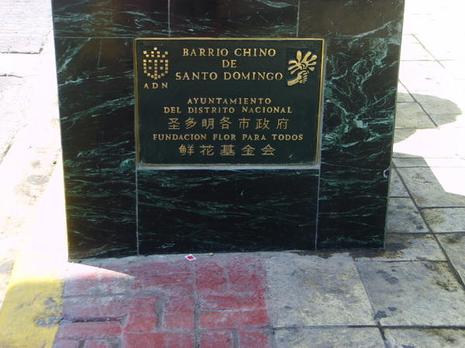 BARRIO CHINO
DE
SANTO DOMINGO
ADN
AYUNTAMIENTO
DEL DISTRITO NACIONAL
圣多明各市政府
FUNDACION FLOR PARA TODOS
鲜花基金会